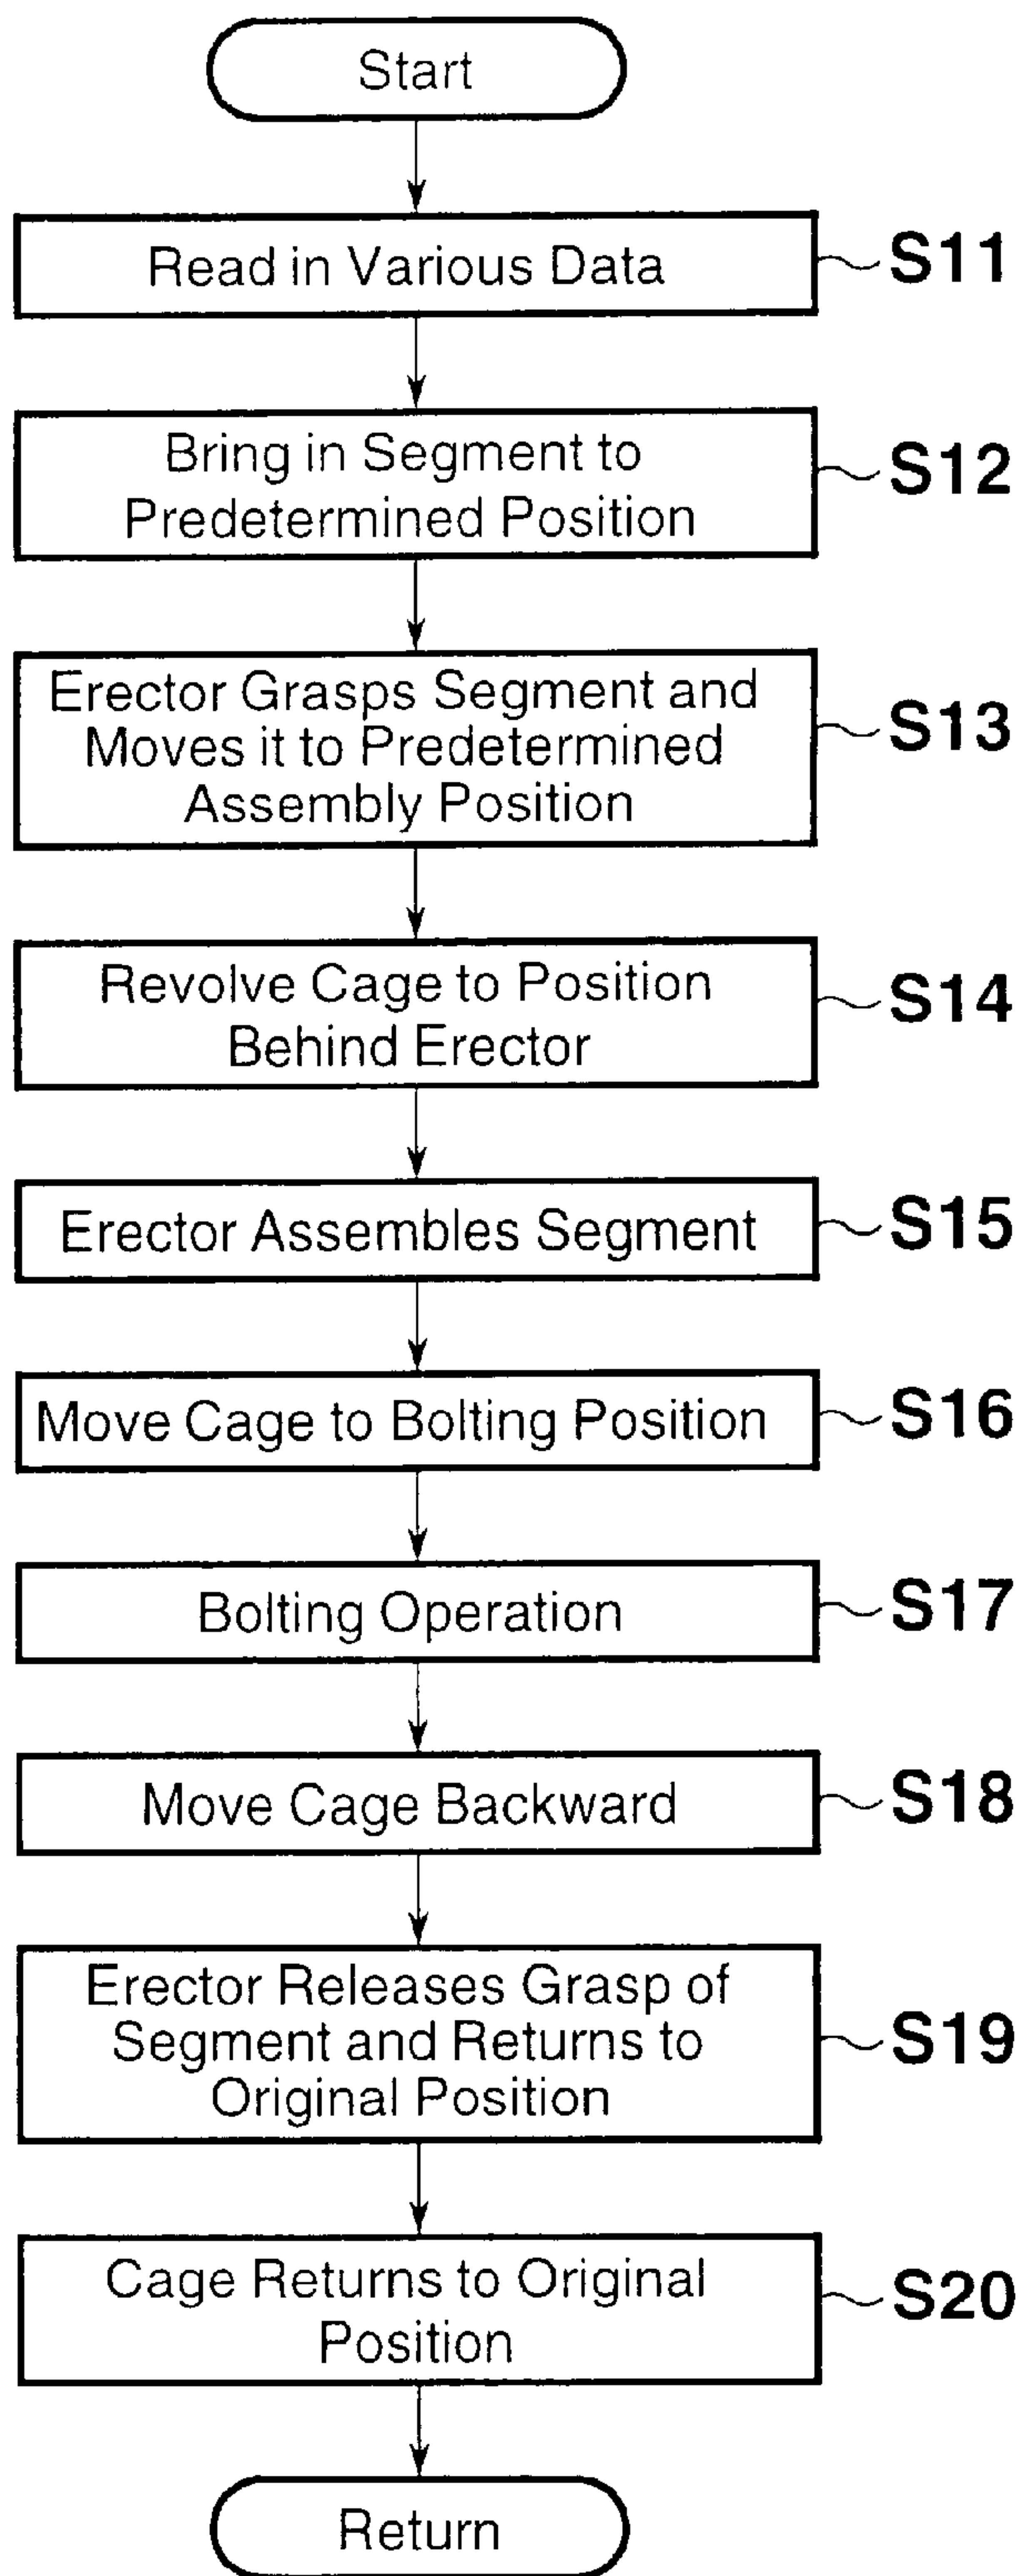 Start
Read in Various Data
S11
Bring in Segment to
Predetermined Position
S12
Erector Grasps Segment and
Moves it to Predetermined
Assembly Position
S13
Revolve Cage to Position
Behind Erector
S14
Erector Assembles Segment
S15
Move Cage to Bolting Position
S16
Bolting Operation
S17
Move Cage Backward
S18
Erector Releases Grasp of
Segment and Returns to
Original Position
S19
Cage Returns to Original
Position
S20
Return